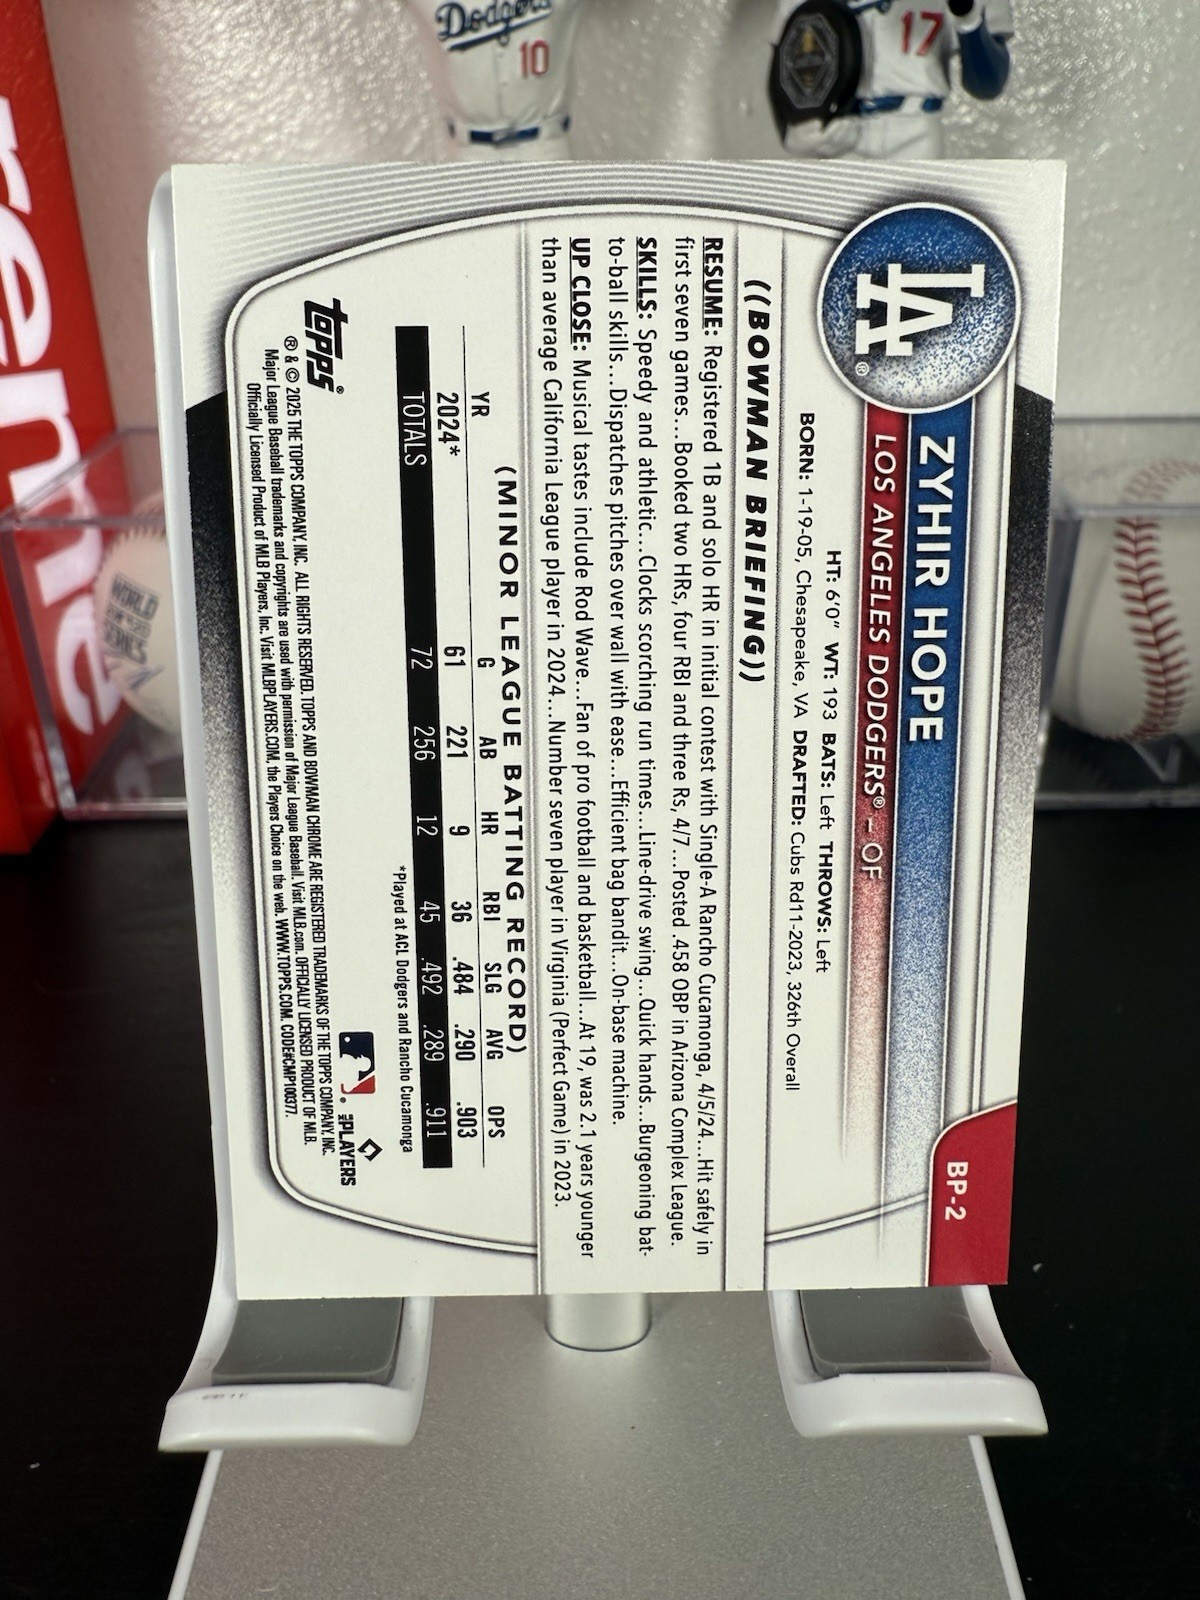 Dodgers
10
17
LA®
ZYHIR HOPE
BP-2
LOS ANGELES DODGERS® – OF
HT: 6'0" WT: 193 BATS: Left THROWS: Left
BORN: 1-19-05, Chesapeake, VA DRAFTED: Cubs Rd11-2023, 326th Overall
((BOWMAN BRIEFING))
RESUME: Registered 1B and solo HR in initial contest with Single-A Rancho Cucamonga, 4/5/24...Hit safely in
first seven games...Booked two HRs, four RBI and three Rs, 4/7...Posted .458 OBP in Arizona Complex League.
SKILLS: Speedy and athletic...Clocks scorching run times...Line-drive swing...Quick hands...Burgeoning bat-
to-ball skills...Dispatches pitches over wall with ease...Efficient bag bandit...On-base machine.
UP CLOSE: Musical tastes include Rod Wave...Fan of pro football and basketball...At 19, was 2.1 years younger
than average California League player in 2024...Number seven player in Virginia (Perfect Game) in 2023.
(MINOR LEAGUE BATTING RECORD)
YR G AB HR RBI SLG AVG OPS
2024* 61 221 9 36 .484 .290 .903
TOTALS 72 256 12 45 .492 .289 .911
*Played at ACL Dodgers and Rancho Cucamonga
topps®
MLB PLAYERS
® & © 2025 THE TOPPS COMPANY, INC. ALL RIGHTS RESERVED. TOPPS AND BOWMAN CHROME ARE REGISTERED TRADEMARKS OF THE TOPPS COMPANY, INC.
Major League Baseball trademarks and copyrights are used with permission of Major League Baseball. Visit MLB.com. OFFICIALLY LICENSED PRODUCT OF MLB.
Officially Licensed Product of MLB Players, Inc. Visit MLBPLAYERS.COM, the Players Choice on the web. WWW.TOPPS.COM. CODE#CMP100377.
WORLD
SERIES
reme